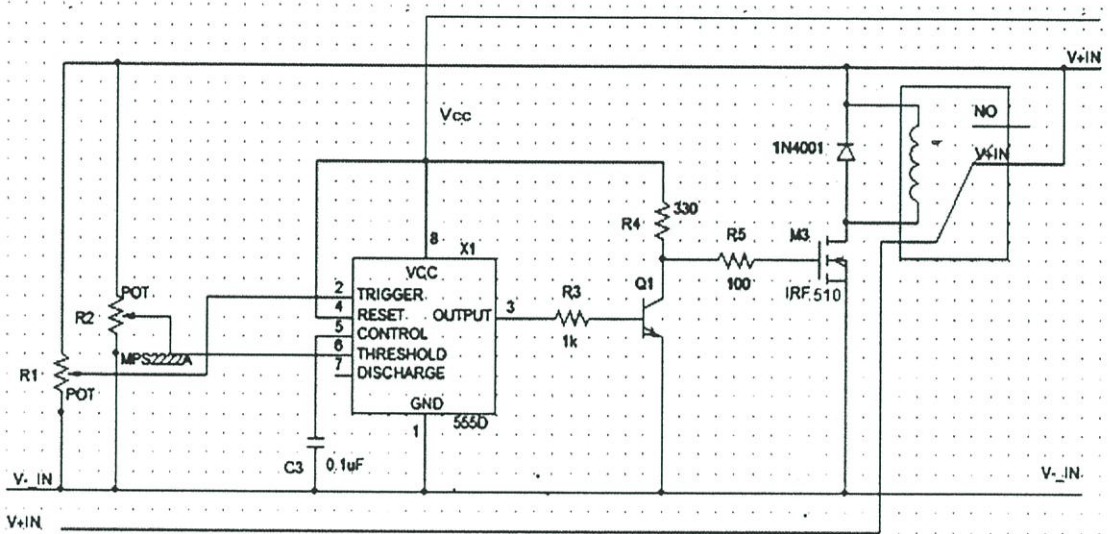 V+IN
Vcc
NO
1N4001
V+IN
330
R4
R5
M3
8
X1
VCC
POT
2
TRIGGER
R3
Q1
100
IRF510
4
RESET
OUTPUT
3
R2
5
CONTROL
1k
MPS2222A
6
THRESHOLD
R1
7
DISCHARGE
POT
GND
1
555D
C3
0.1uF
V-_IN
V-_IN
V+IN